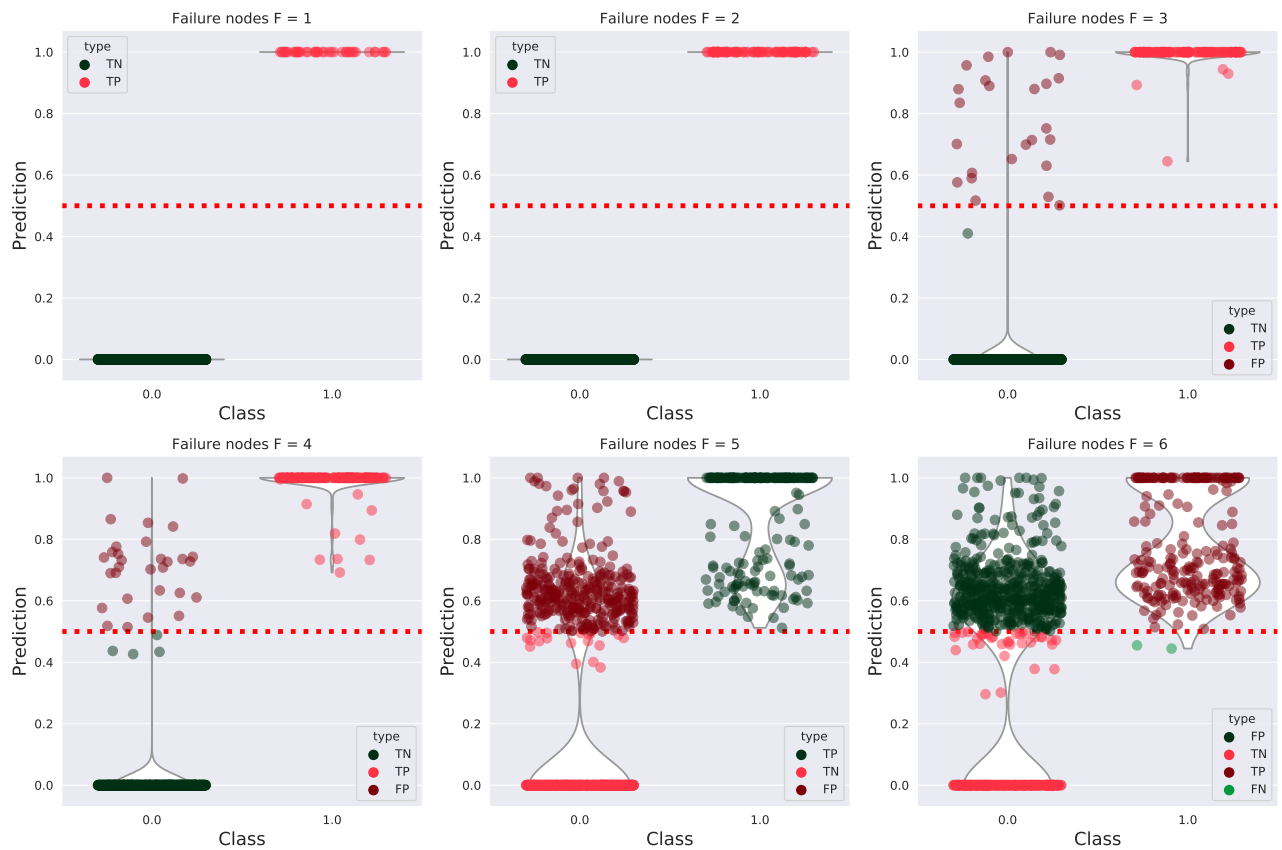 Failure nodes F = 1
1.0
0.8
0.6
0.4
0.2
0.0
Prediction
type
TN
TP
0.0
1.0
Class
Failure nodes F = 2
1.0
0.8
0.6
0.4
0.2
0.0
Prediction
type
TN
TP
0.0
1.0
Class
Failure nodes F = 3
1.0
0.8
0.6
0.4
0.2
0.0
Prediction
type
TN
TP
FP
0.0
1.0
Class
Failure nodes F = 4
1.0
0.8
0.6
0.4
0.2
0.0
Prediction
type
TN
TP
FP
0.0
1.0
Class
Failure nodes F = 5
1.0
0.8
0.6
0.4
0.2
0.0
Prediction
type
TP
TN
FP
0.0
1.0
Class
Failure nodes F = 6
1.0
0.8
0.6
0.4
0.2
0.0
Prediction
type
FP
TN
TP
FN
0.0
1.0
Class